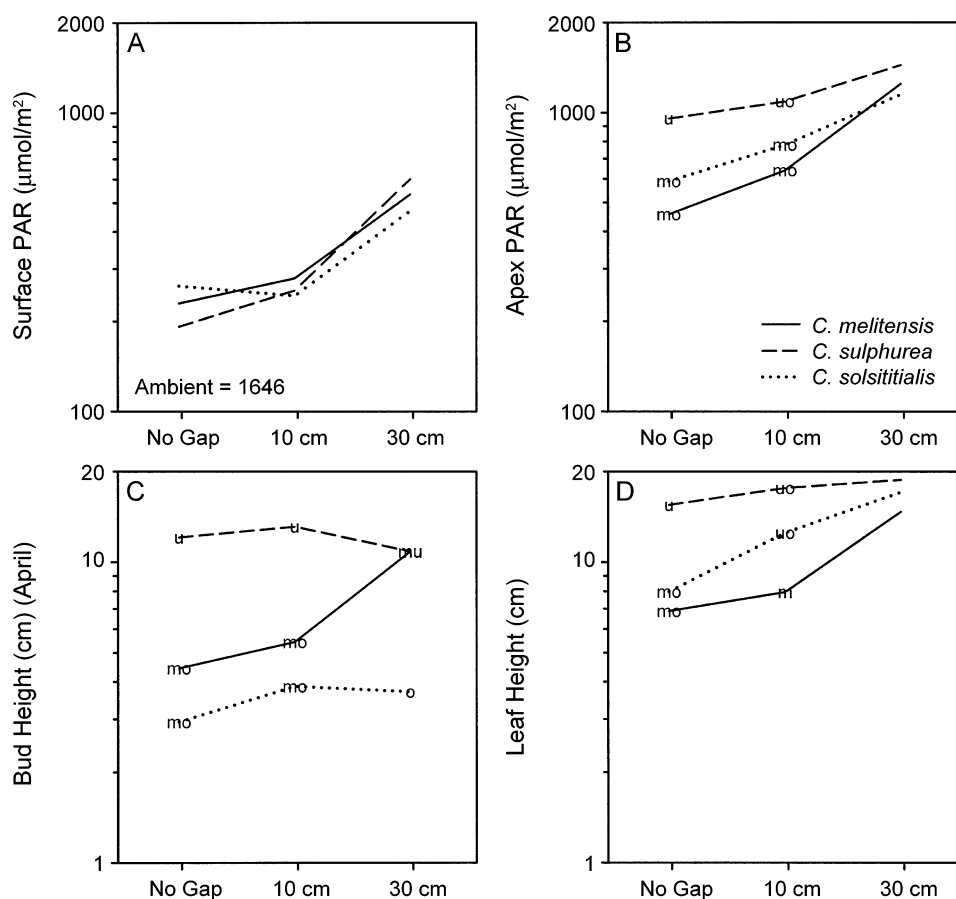 A
Surface PAR (µmol/m²)
2000
1000
100
Ambient = 1646
No Gap 10 cm 30 cm
B
Apex PAR (µmol/m²)
2000
1000
100
u uo
mo mo
mo mo
C. melitensis
C. sulphurea
C. solsititialis
No Gap 10 cm 30 cm
C
Bud Height (cm) (April)
20
10
1
u u mu
mo mo
mo mo o
No Gap 10 cm 30 cm
D
Leaf Height (cm)
20
10
1
u uo
mo uo
mo m
No Gap 10 cm 30 cm